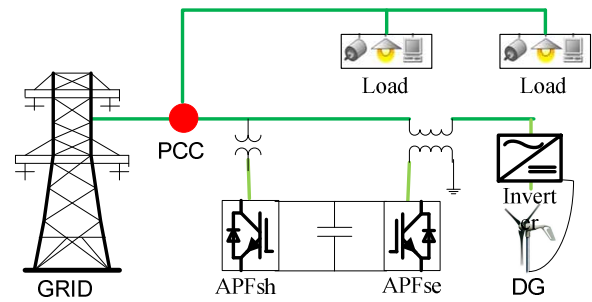 Load
Load
PCC
Invert
er
GRID
APFsh
APFse
DG